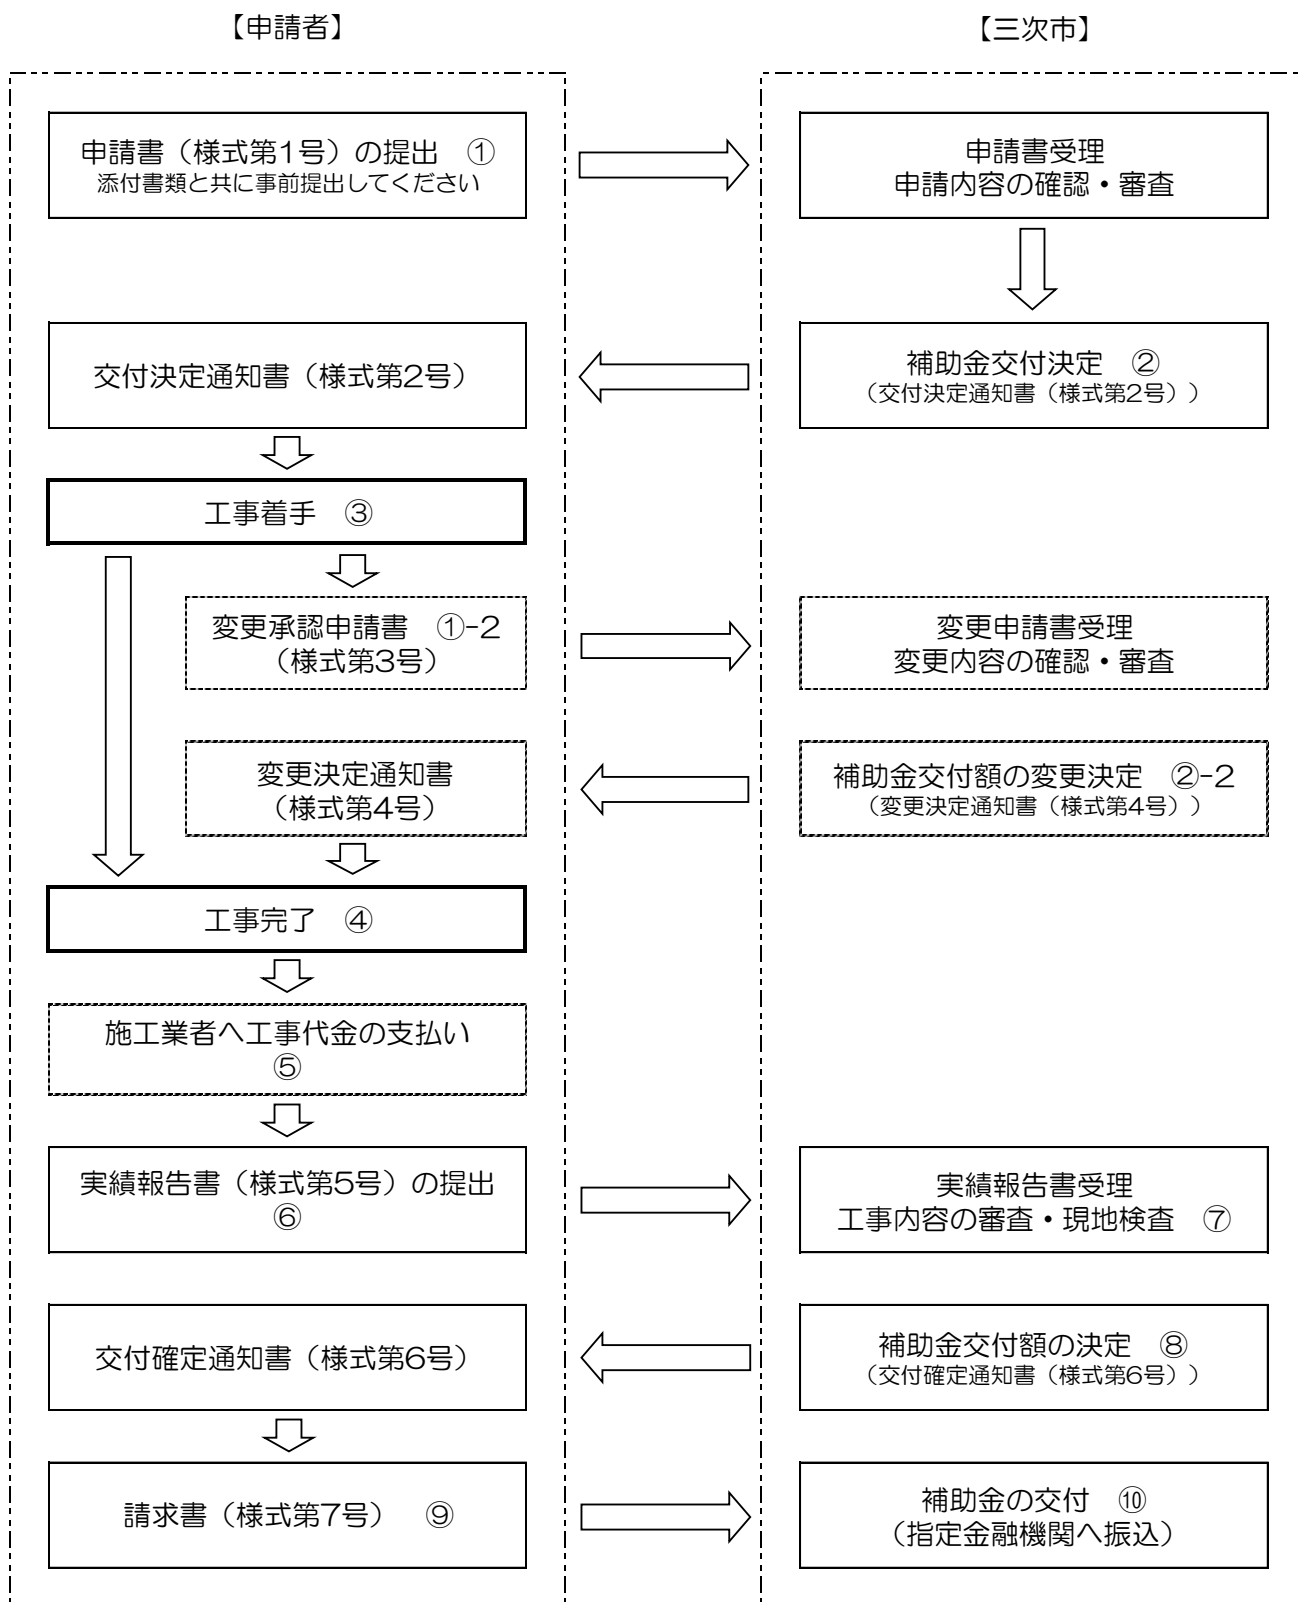 【申請者】
【三次市】
申請書（様式第1号）の提出　①
添付書類と共に事前提出してください
申請書受理
申請内容の確認・審査
交付決定通知書（様式第2号）
補助金交付決定　②
（交付決定通知書（様式第2号））
工事着手　③
変更承認申請書　①-2
（様式第3号）
変更申請書受理
変更内容の確認・審査
変更決定通知書
（様式第4号）
補助金交付額の変更決定　②-2
（変更決定通知書（様式第4号））
工事完了　④
施工業者へ工事代金の支払い
⑤
実績報告書（様式第5号）の提出
⑥
実績報告書受理
工事内容の審査・現地検査　⑦
交付確定通知書（様式第6号）
補助金交付額の決定　⑧
（交付確定通知書（様式第6号））
請求書（様式第7号）　⑨
補助金の交付　⑩
（指定金融機関へ振込）